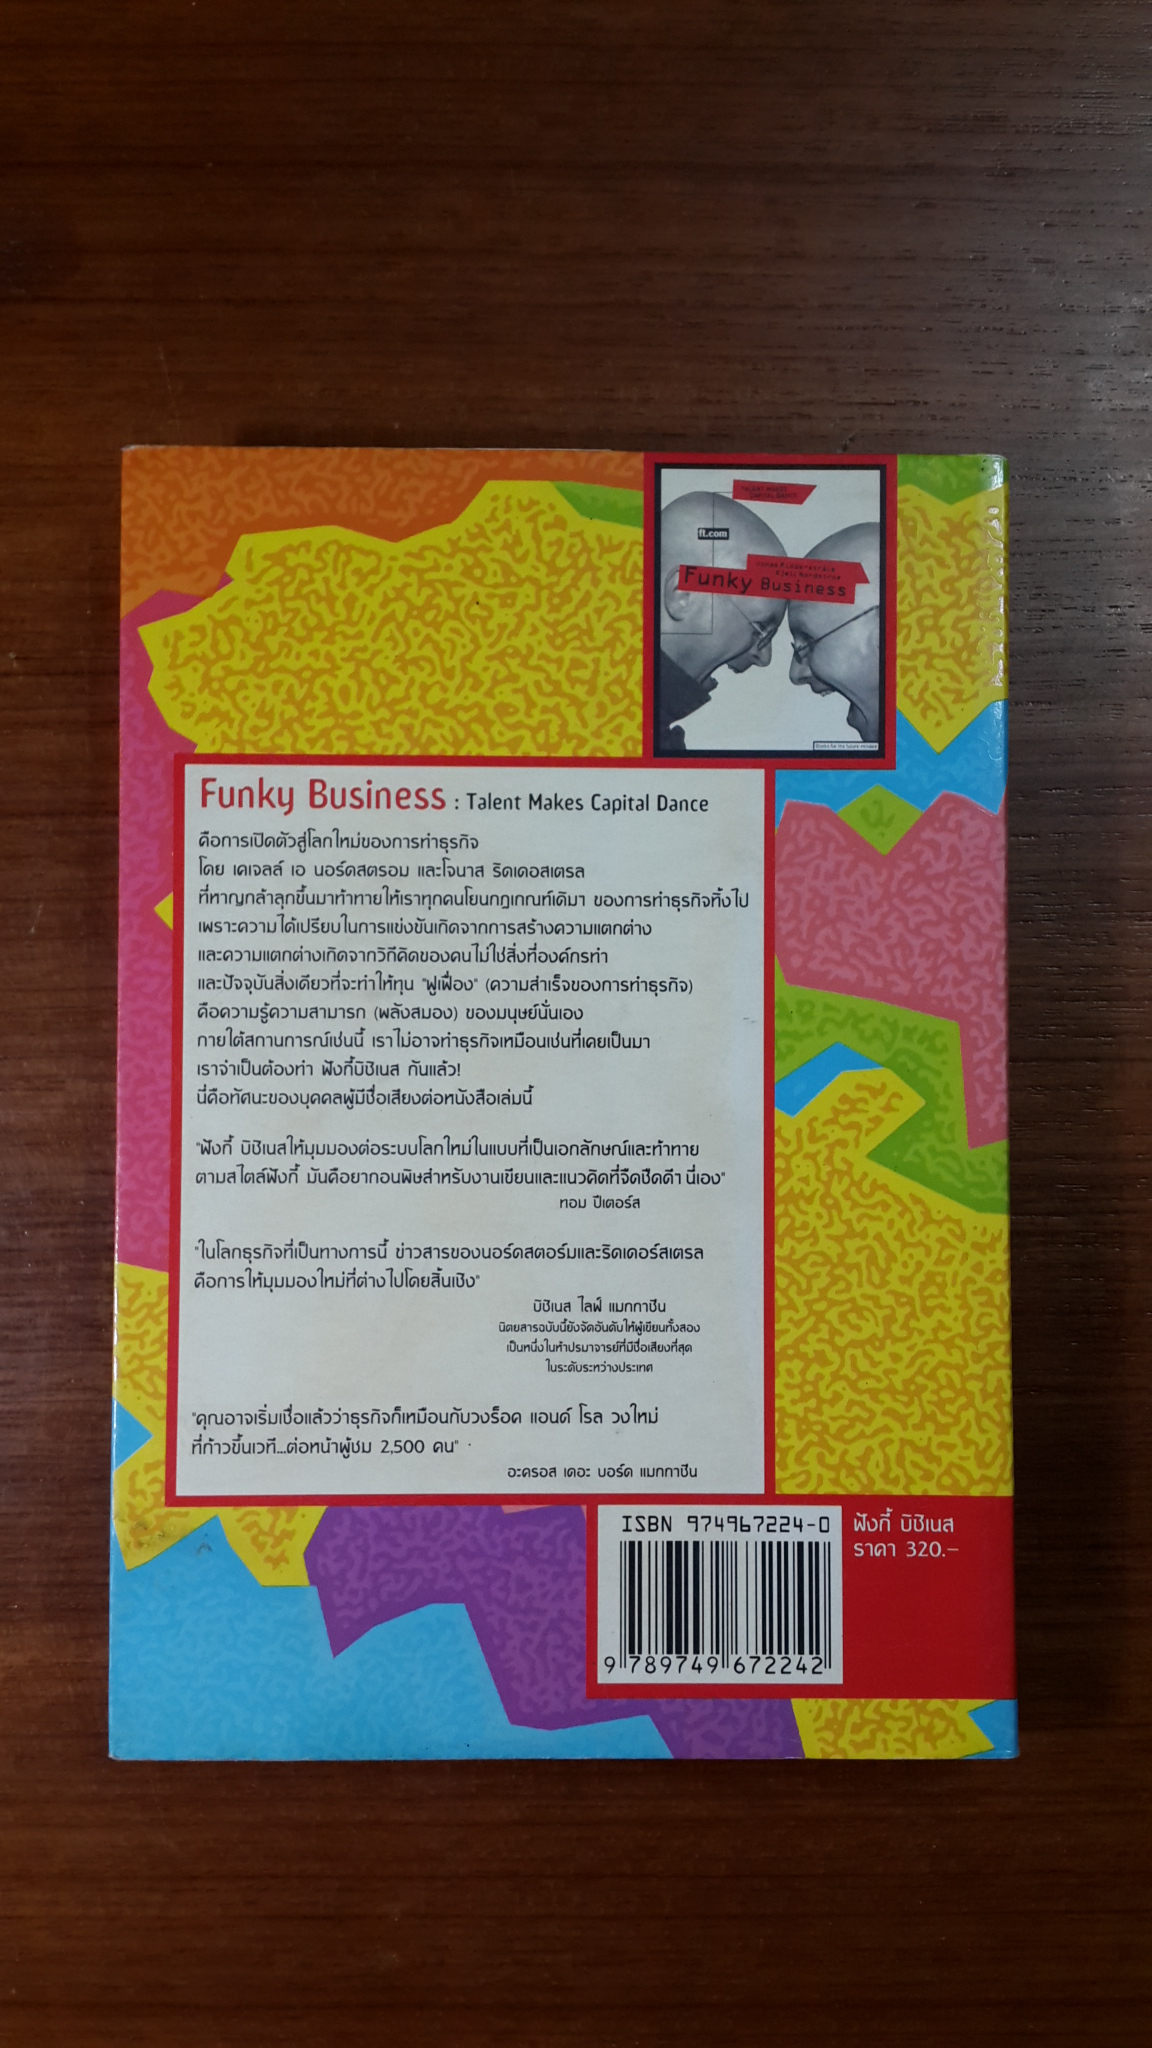 TALENT MAKES
CAPITAL DANCE
ft.com
Funky Business
Funky Business : Talent Makes Capital Dance
คือการเปิดตัวสู่โลกใหม่ของการทำธุรกิจ
โดย เคเจลล์ เอ นอร์ดสตรอม และโจนาส ริดเดอสเตรล
ที่หาญกล้าลุกขึ้นมาท้าทายให้เราทุกคนโยนกฎเกณฑ์เดิมๆ ของการทำธุรกิจทิ้งไป
เพราะความได้เปรียบในการแข่งขันเกิดจากการสร้างความแตกต่าง
และความแตกต่างเกิดจากวิถีคิดของคนไม่ใช่สิ่งที่องค์กรทำ
และปัจจุบันสิ่งเดียวที่จะทำให้ทุน "ฟูเฟื่อง" (ความสำเร็จของการทำธุรกิจ)
คือความรู้ความสามารถ (พลังสมอง) ของมนุษย์นั่นเอง
ภายใต้สถานการณ์เช่นนี้ เราไม่อาจทำธุรกิจเหมือนเช่นที่เคยเป็นมา
เราจำเป็นต้องทำ ฟังกี้บิซิเนส กันแล้ว!
นี่คือทัศนะของบุคคลผู้มีชื่อเสียงต่อหนังสือเล่มนี้
"ฟังกี้ บิซิเนสให้มุมมองต่อระบบโลกใหม่ในแบบที่เป็นเอกลักษณ์และท้าทาย
ตามสไตล์ฟังกี้ มันคือยาถอนพิษสำหรับงานเขียนและแนวคิดที่จืดชืดดีๆ นี่เอง"
ทอม ปีเตอร์ส
"ในโลกธุรกิจที่เป็นทางการนี้ ข่าวสารของนอร์ดสตอร์มและริดเดอร์สเตรล
คือการให้มุมมองใหม่ที่ต่างไปโดยสิ้นเชิง"
บิซิเนส ไลฟ์ แมกกาซีน
นิตยสารฉบับนี้ยังจัดอันดับให้ผู้เขียนทั้งสอง
เป็นหนึ่งในห้าปรมาจารย์ที่มีชื่อเสียงที่สุด
ในระดับระหว่างประเทศ
"คุณอาจเริ่มเชื่อแล้วว่าธุรกิจก็เหมือนกับวงร็อค แอนด์ โรล วงใหม่
ที่ก้าวขึ้นเวที...ต่อหน้าผู้ชม 2,500 คน"
อะครอส เดอะ บอร์ด แมกกาซีน
ISBN 974967224-0
9 789749 672242
ฟังกี้ บิซิเนส
ราคา 320.-